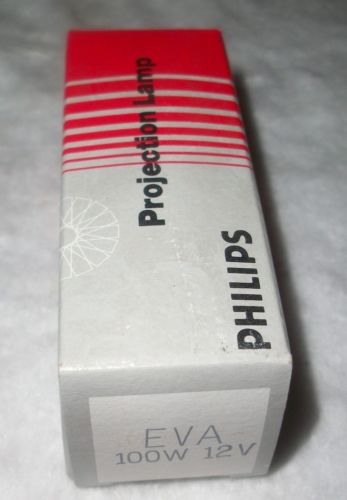 Projection Lamp
PHILIPS
EVA
100W 12V